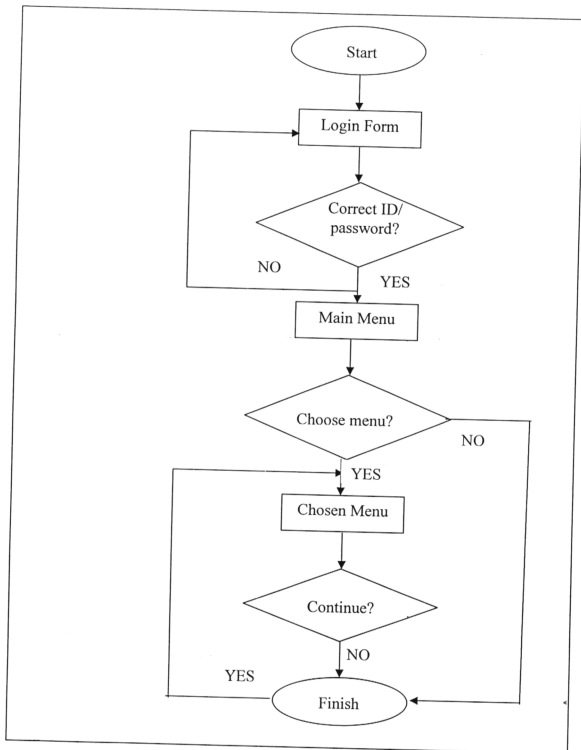 Start
Login Form
Correct ID/
password?
NO
YES
Main Menu
Choose menu?
NO
YES
Chosen Menu
Continue?
NO
YES
Finish